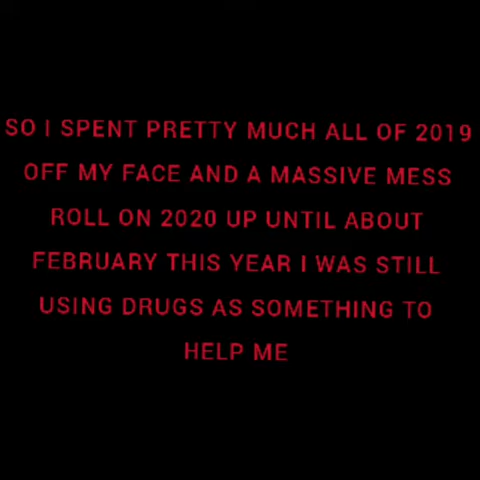 SO I SPENT PRETTY MUCH ALL OF 2019
OFF MY FACE AND A MASSIVE MESS
ROLL ON 2020 UP UNTIL ABOUT
FEBRUARY THIS YEAR I WAS STILL
USING DRUGS AS SOMETHING TO
HELP ME